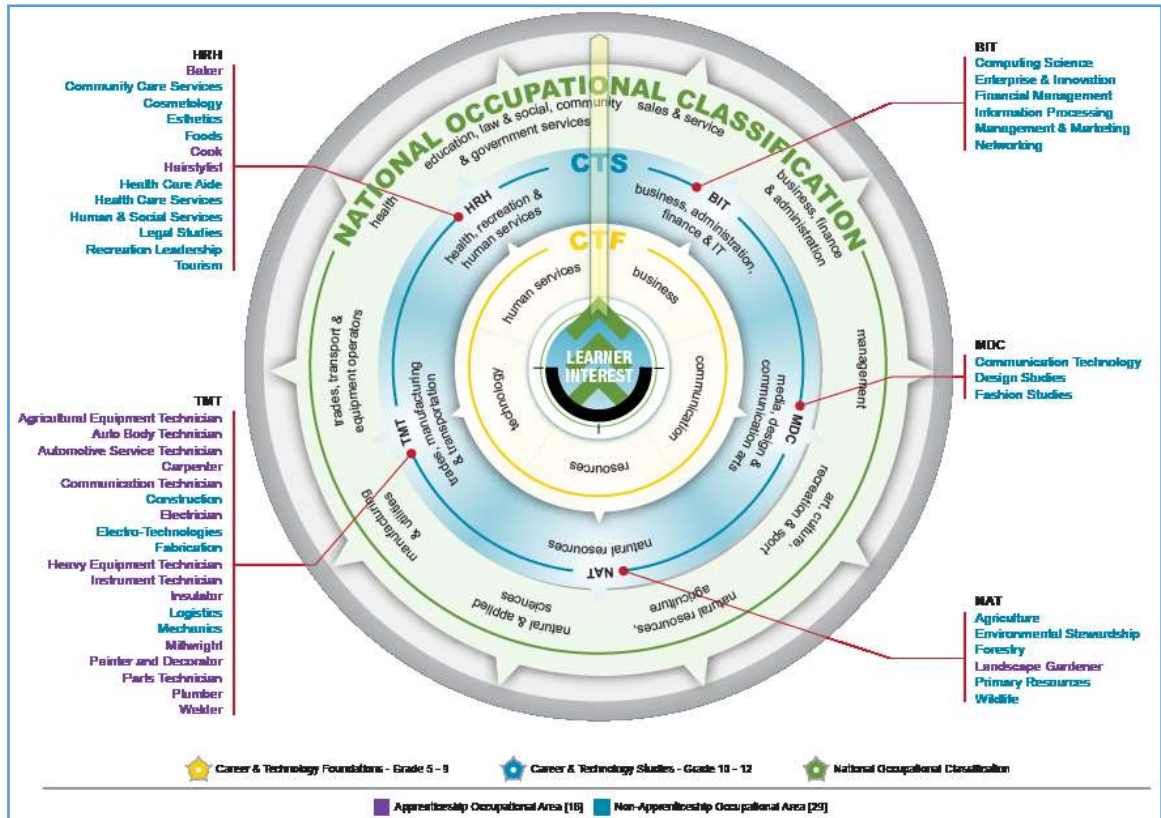 HRH
Baker
Community Care Services
Cosmetology
Esthetics
Foods
Cook
Hairstylist
Health Care Aide
Health Care Services
Human & Social Services
Legal Studies
Recreation Leadership
Tourism
TMT
Agricultural Equipment Technician
Auto Body Technician
Automotive Service Technician
Carpenter
Communication Technician
Construction
Electrician
Electro-Technologies
Fabrication
Heavy Equipment Technician
Instrument Technician
Insulator
Logistics
Mechanics
Millwright
Painter and Decorator
Parts Technician
Plumber
Welder
NATIONAL OCCUPATIONAL CLASSIFICATION
health
education, law & social, community
& government services
sales & service
business, finance
& administration
management
art, culture,
recreation & sport
natural resources,
agriculture
natural & applied
sciences
manufacturing
& utilities
trades, transport &
equipment operators
CTS
HRH
health, recreation &
human services
BIT
business, administration,
finance & IT
MDC
media, design &
communication arts
NAT
natural resources
TMT
trades, manufacturing
& transportation
CTF
human services
business
communication
resources
technology
LEARNER
INTEREST
BIT
Computing Science
Enterprise & Innovation
Financial Management
Information Processing
Management & Marketing
Networking
MDC
Communication Technology
Design Studies
Fashion Studies
NAT
Agriculture
Environmental Stewardship
Forestry
Landscape Gardener
Primary Resources
Wildlife
Career & Technology Foundations - Grade 5 - 9
Career & Technology Studies - Grade 10 - 12
National Occupational Classification
Apprenticeship Occupational Area [16]
Non-Apprenticeship Occupational Area [29]